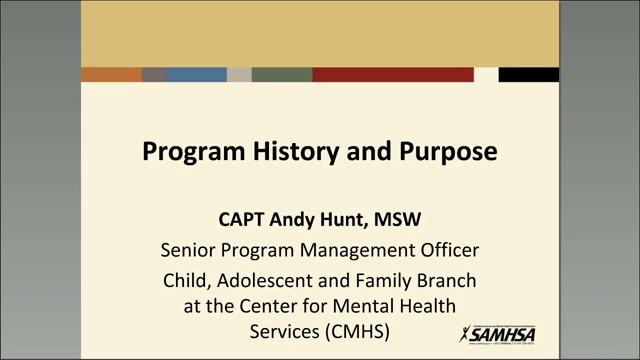 Program History and Purpose
CAPT Andy Hunt, MSW
Senior Program Management Officer
Child, Adolescent and Family Branch
at the Center for Mental Health
Services (CMHS)
SAMHSA